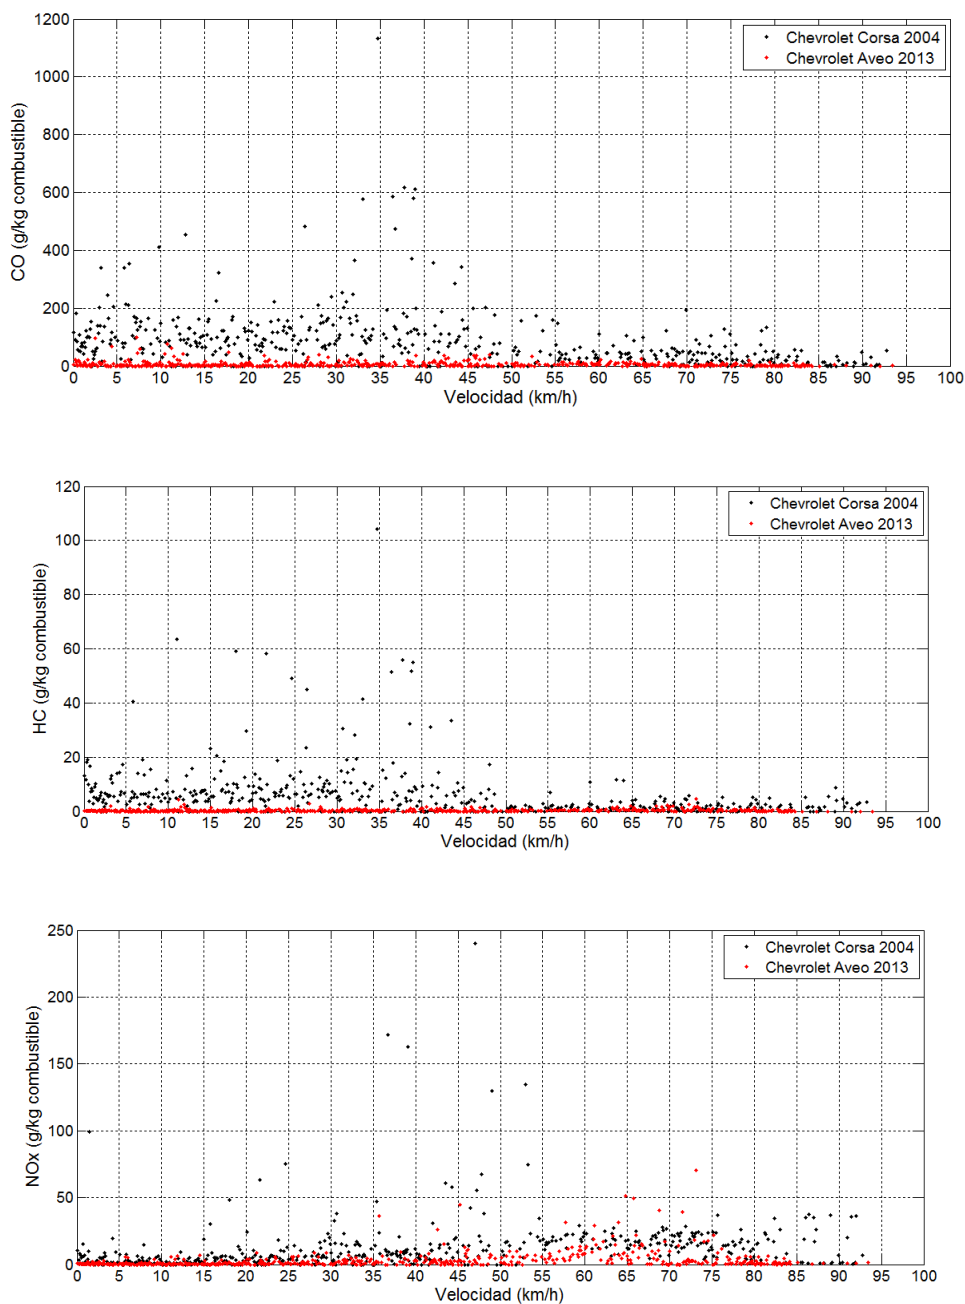 1200
1000
800
600
400
200
0
CO (g/kg combustible)
Chevrolet Corsa 2004
Chevrolet Aveo 2013
0 5 10 15 20 25 30 35 40 45 50 55 60 65 70 75 80 85 90 95 100
Velocidad (km/h)
120
100
80
60
40
20
0
HC (g/kg combustible)
Chevrolet Corsa 2004
Chevrolet Aveo 2013
0 5 10 15 20 25 30 35 40 45 50 55 60 65 70 75 80 85 90 95 100
Velocidad (km/h)
250
200
150
100
50
0
NOx (g/kg combustible)
Chevrolet Corsa 2004
Chevrolet Aveo 2013
0 5 10 15 20 25 30 35 40 45 50 55 60 65 70 75 80 85 90 95 100
Velocidad (km/h)